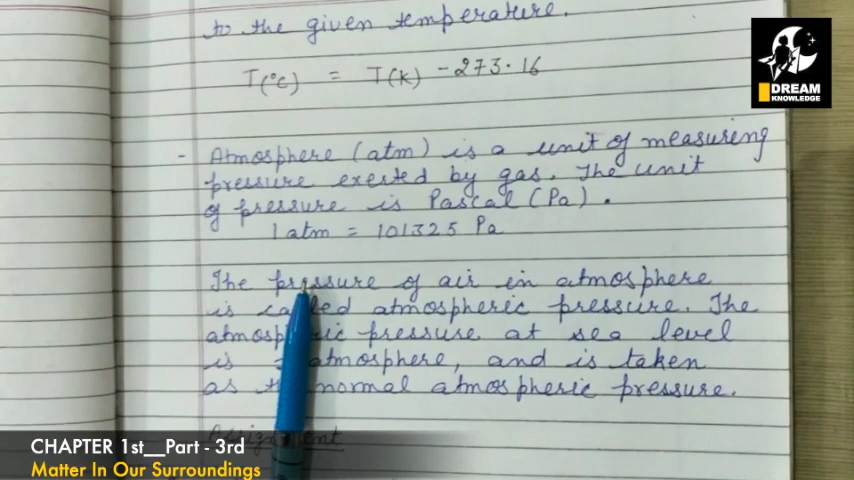 to the given temperature.
T(°C) = T(K) - 273.16
DREAM
KNOWLEDGE
- Atmosphere (atm) is a unit of measuring
pressure exerted by gas. The unit
of pressure is Pascal (Pa).
1 atm = 101325 Pa
The pressure of air in atmosphere
is called atmospheric pressure. The
atmospheric pressure at sea level
is atmosphere, and is taken
as the normal atmospheric pressure.
Assignment
CHAPTER 1st__Part - 3rd
Matter In Our Surroundings